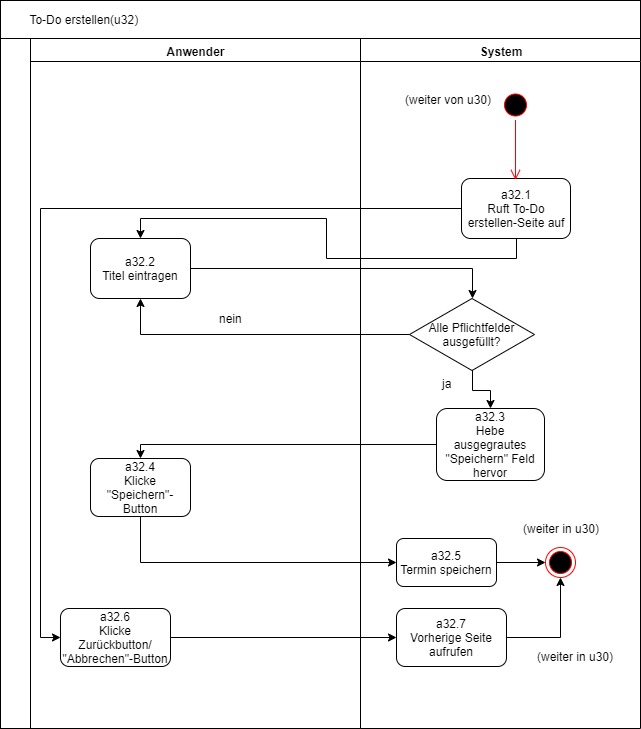 To-Do erstellen(u32)
Anwender
System
(weiter von u30)
a32.1
Ruft To-Do
erstellen-Seite auf
a32.2
Titel eintragen
nein
Alle Pflichtfelder
ausgefüllt?
ja
a32.3
Hebe
ausgegrautes
"Speichern" Feld
hervor
a32.4
Klicke
"Speichern"-
Button
(weiter in u30)
a32.5
Termin speichern
a32.6
Klicke
Zurückbutton/
"Abbrechen"-Button
a32.7
Vorherige Seite
aufrufen
(weiter in u30)